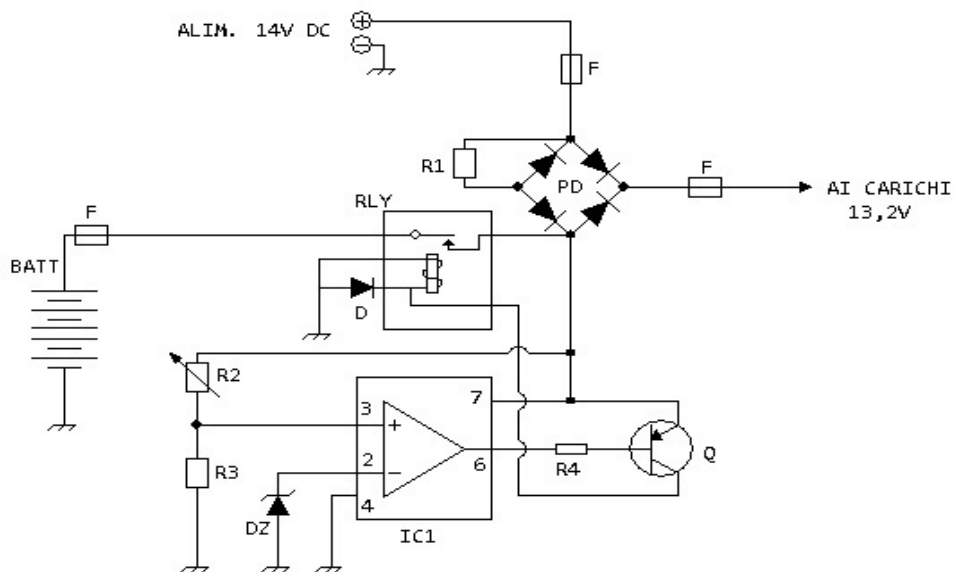 ALIM. 14V DC
+
−
F
R1
PD
F
AI CARICHI
13,2V
RLY
F
BATT
D
R2
7
3
+
2
−
6
R4
Q
R3
4
DZ
IC1